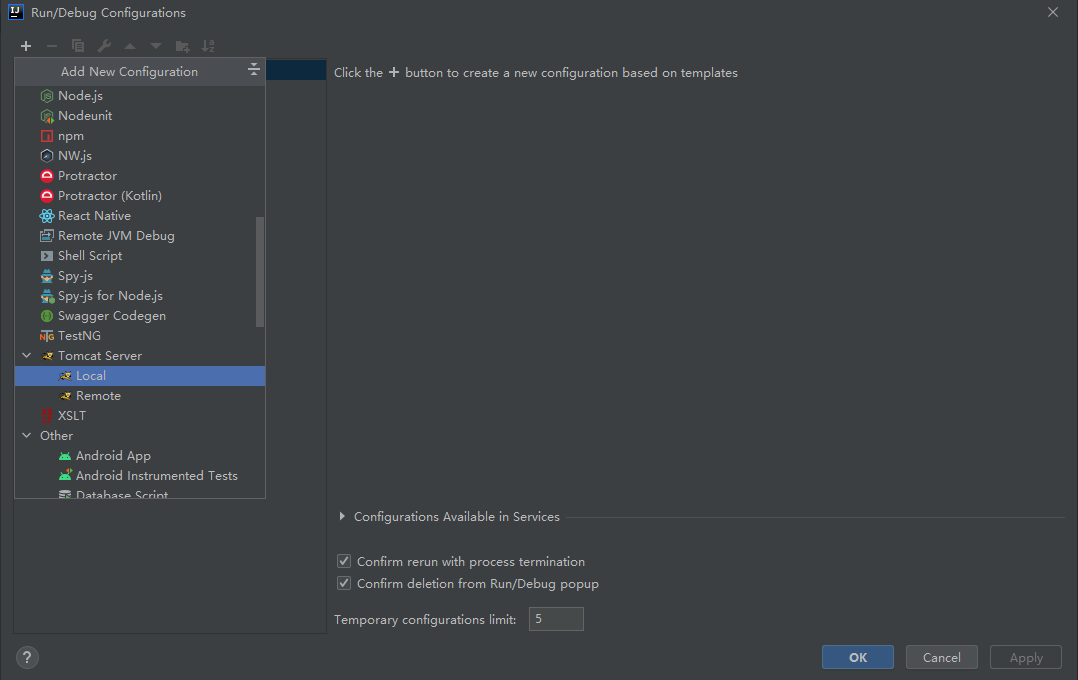 Run/Debug Configurations
Add New Configuration
Click the + button to create a new configuration based on templates
Node.js
Nodeunit
npm
NW.js
Protractor
Protractor (Kotlin)
React Native
Remote JVM Debug
Shell Script
Spy-js
Spy-js for Node.js
Swagger Codegen
TestNG
Tomcat Server
Local
Remote
XSLT
Other
Android App
Android Instrumented Tests
Database Script
Configurations Available in Services
Confirm rerun with process termination
Confirm deletion from Run/Debug popup
Temporary configurations limit: 5
? OK Cancel Apply